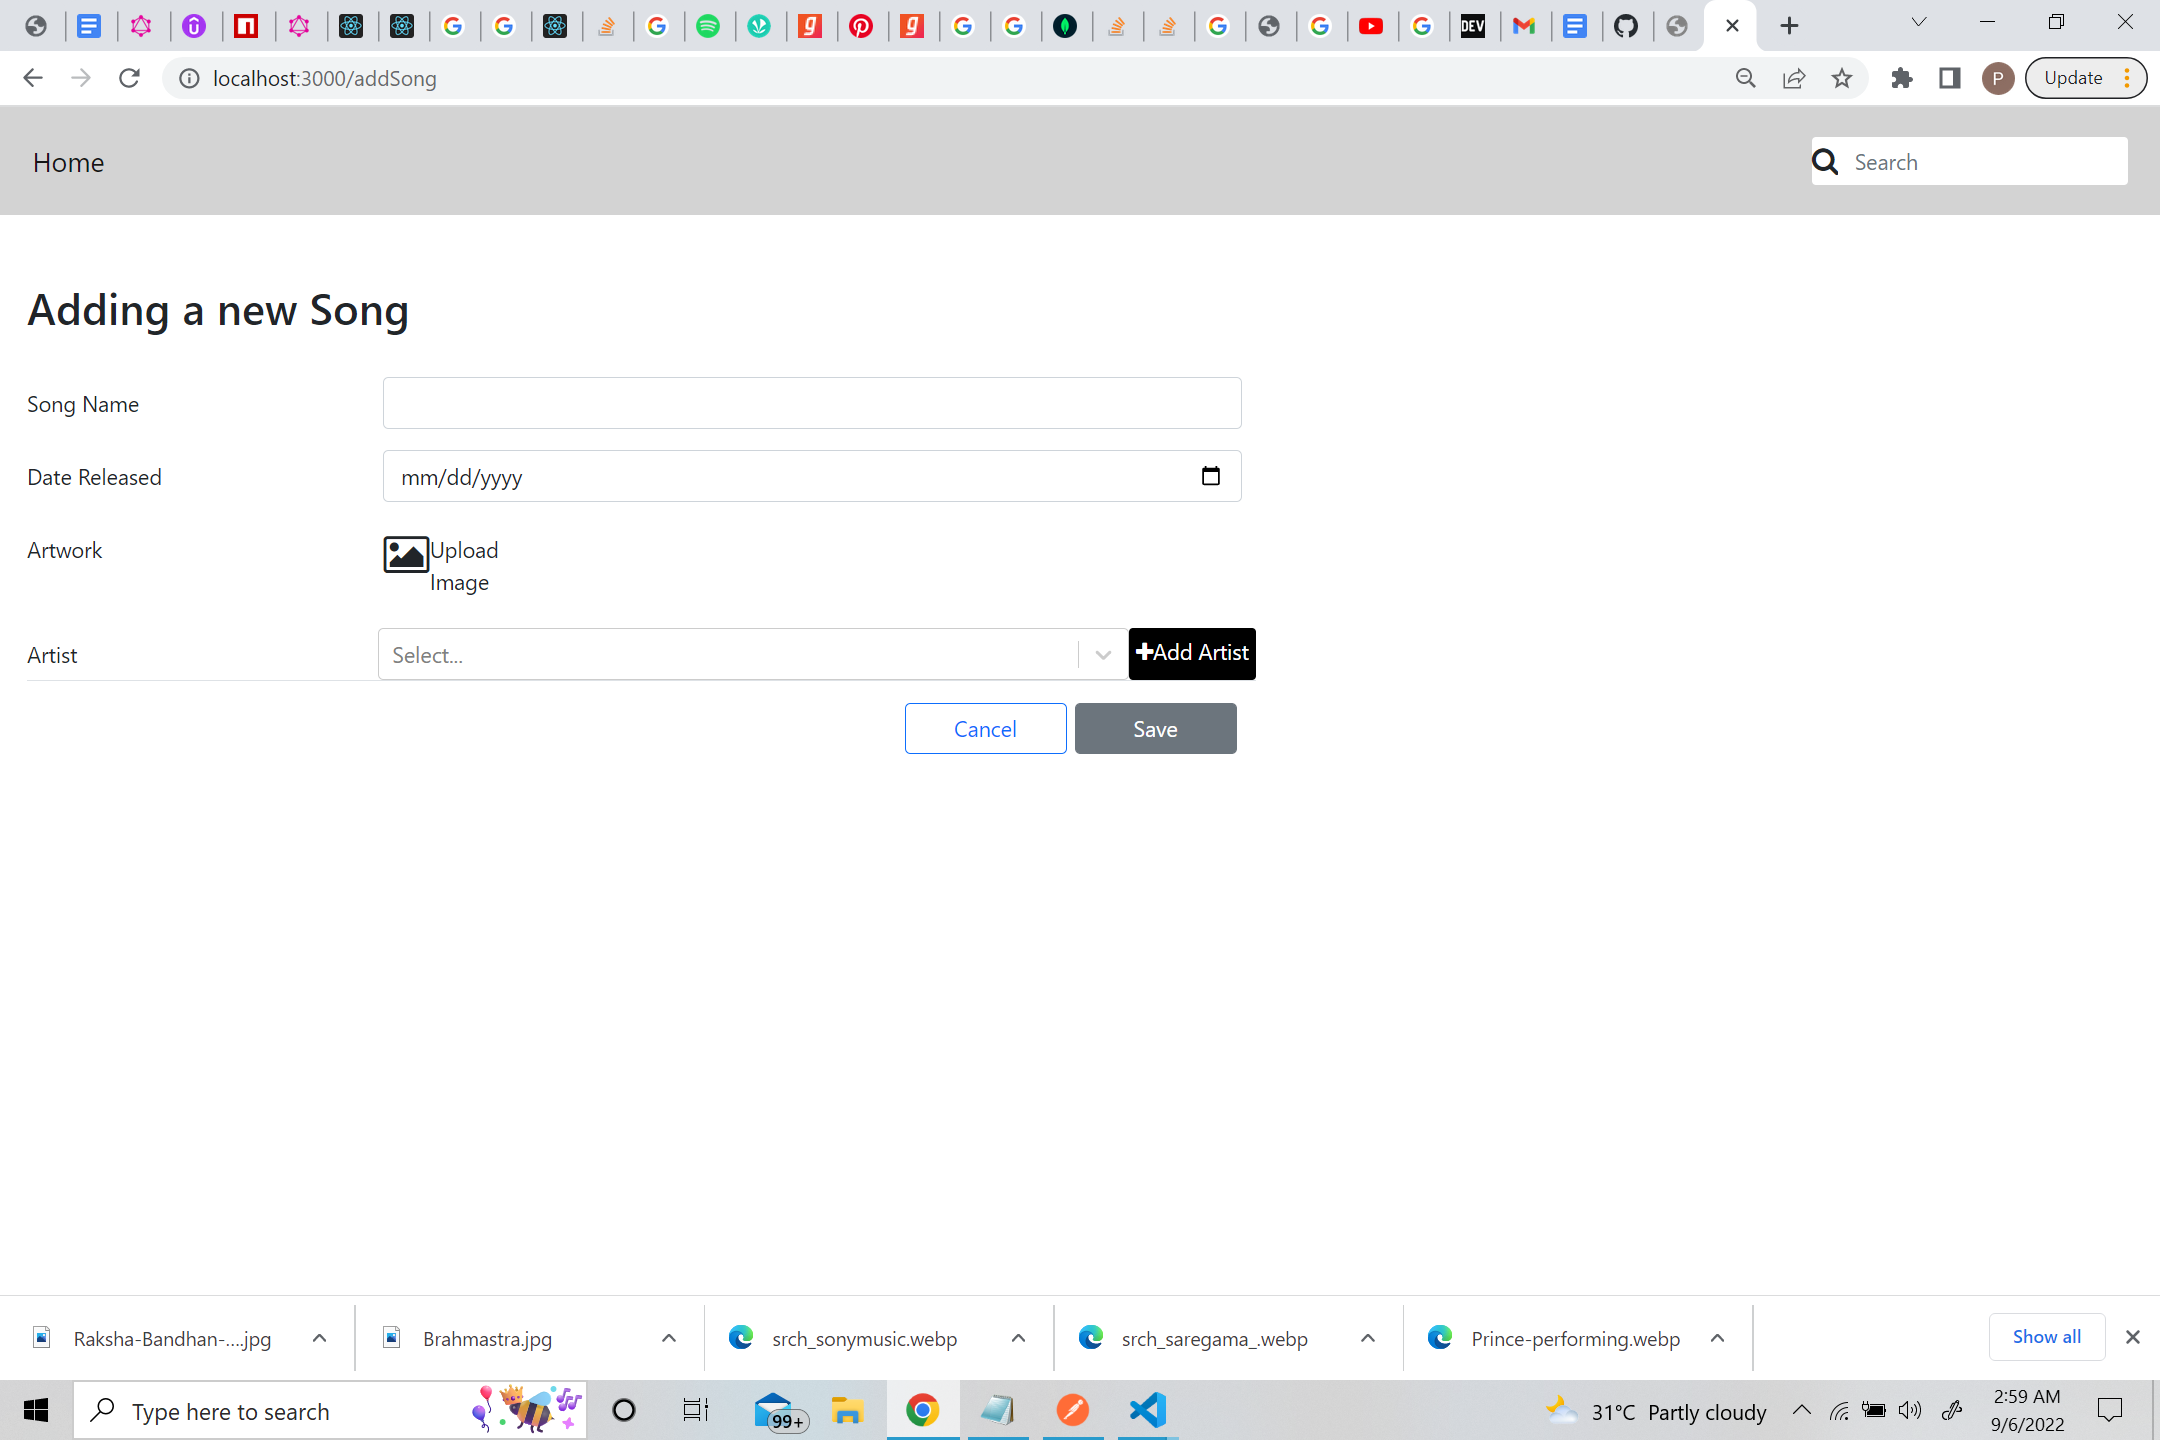 DEV
localhost:3000/addSong
P
Update
Home
Search
Adding a new Song
Song Name
Date Released
mm/dd/yyyy
Artwork
Upload
Image
Artist
Select...
Add Artist
Cancel
Save
Raksha-Bandhan-....jpg
Brahmastra.jpg
srch_sonymusic.webp
srch_saregama_.webp
Prince-performing.webp
Show all
Type here to search
99+
31°C Partly cloudy
2:59 AM
9/6/2022